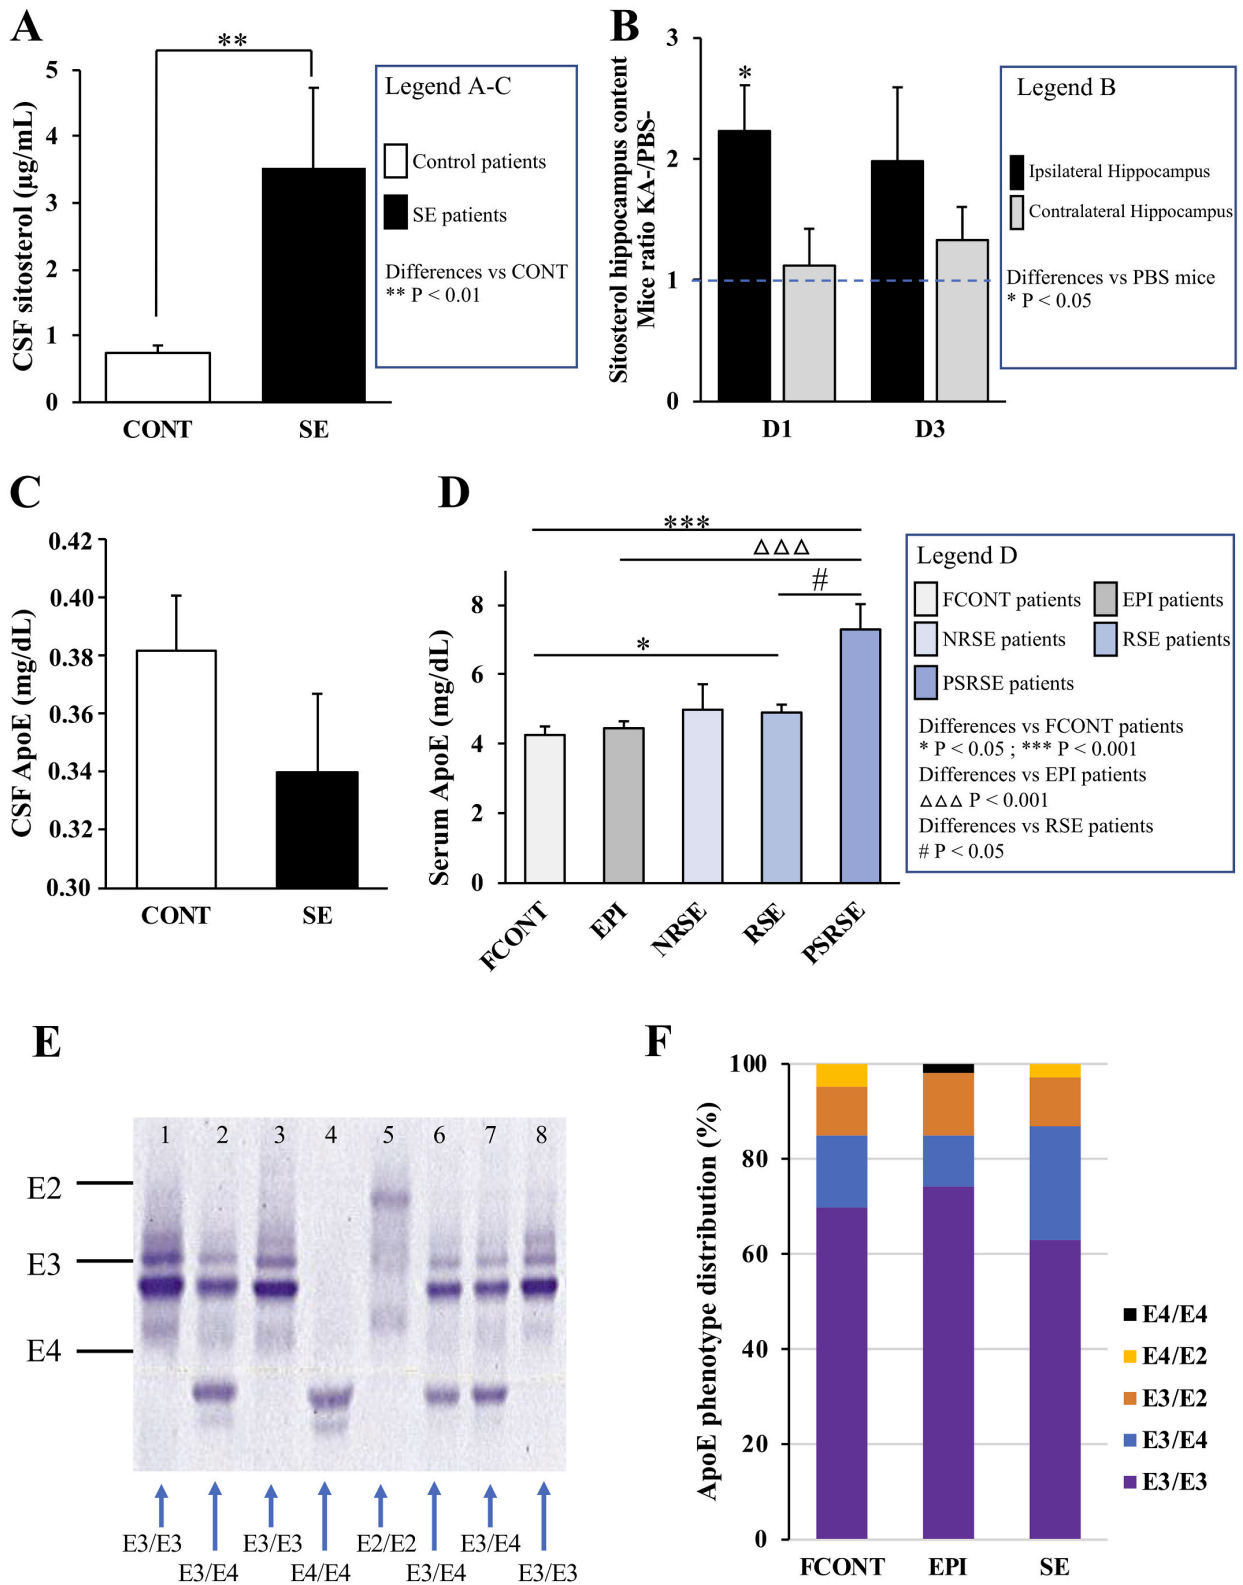 A
**
CSF sitosterol (µg/mL)
5
4
3
2
1
0
CONT
SE
Legend A-C
Control patients
SE patients
Differences vs CONT
** P < 0.01
B
Sitosterol hippocampus content
Mice ratio KA-/PBS-
3
2
1
0
*
D1
D3
Legend B
Ipsilateral Hippocampus
Contralateral Hippocampus
Differences vs PBS mice
* P < 0.05
C
CSF ApoE (mg/dL)
0.42
0.40
0.38
0.36
0.34
0.32
0.30
CONT
SE
D
***
△△△
#
*
Serum ApoE (mg/dL)
8
6
4
2
0
FCONT
EPI
NRSE
RSE
PSRSE
Legend D
FCONT patients
EPI patients
NRSE patients
RSE patients
PSRSE patients
Differences vs FCONT patients
* P < 0.05 ; *** P < 0.001
Differences vs EPI patients
△△△ P < 0.001
Differences vs RSE patients
# P < 0.05
E
1 2 3 4 5 6 7 8
E2
E3
E4
E3/E3
E3/E4
E3/E3
E4/E4
E2/E2
E3/E4
E3/E4
E3/E3
F
ApoE phenotype distribution (%)
100
80
60
40
20
0
FCONT
EPI
SE
E4/E4
E4/E2
E3/E2
E3/E4
E3/E3